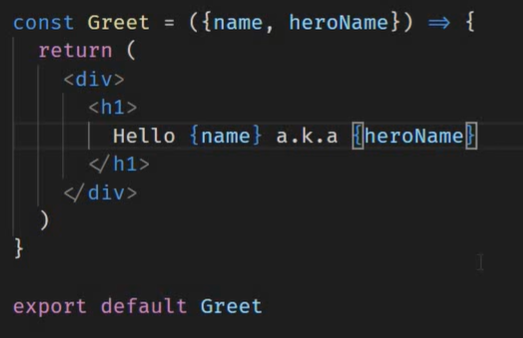 const Greet = ({name, heroName}) => {
return (
<div>
<h1>
Hello {name} a.k.a {heroName}
</h1>
</div>
)
}
export default Greet